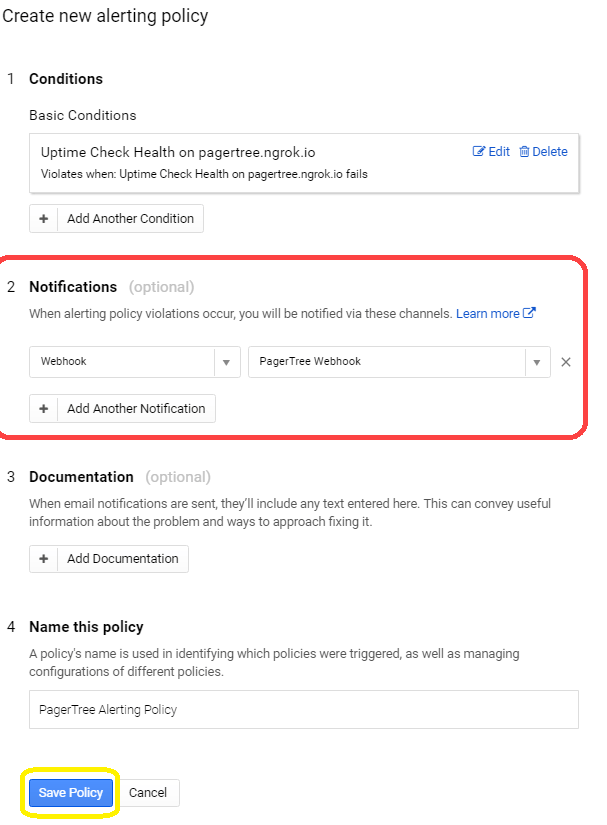 Create new alerting policy
1 Conditions
Basic Conditions
Uptime Check Health on pagertree.ngrok.io Edit Delete
Violates when: Uptime Check Health on pagertree.ngrok.io fails
+ Add Another Condition
2 Notifications (optional)
When alerting policy violations occur, you will be notified via these channels. Learn more
Webhook PagerTree Webhook
+ Add Another Notification
3 Documentation (optional)
When email notifications are sent, they'll include any text entered here. This can convey useful
information about the problem and ways to approach fixing it.
+ Add Documentation
4 Name this policy
A policy's name is used in identifying which policies were triggered, as well as managing
configurations of different policies.
PagerTree Alerting Policy
Save Policy Cancel